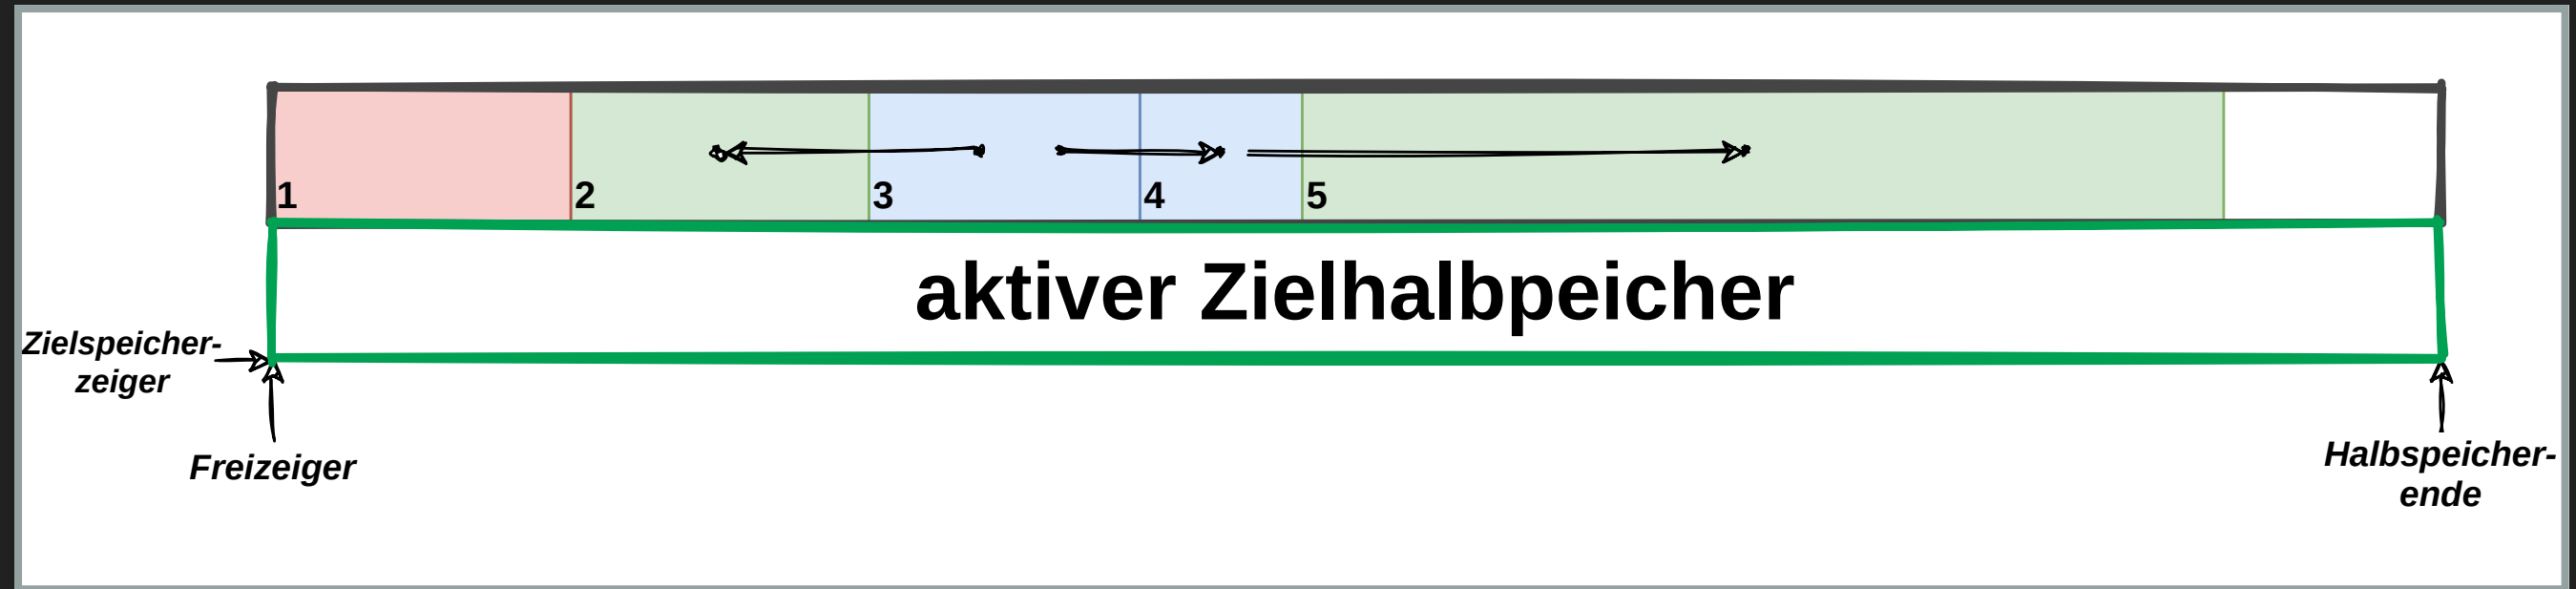 1
2
3
4
5
aktiver Zielhalbpeicher
Zielspeicher-
zeiger
Freizeiger
Halbspeicher-
ende